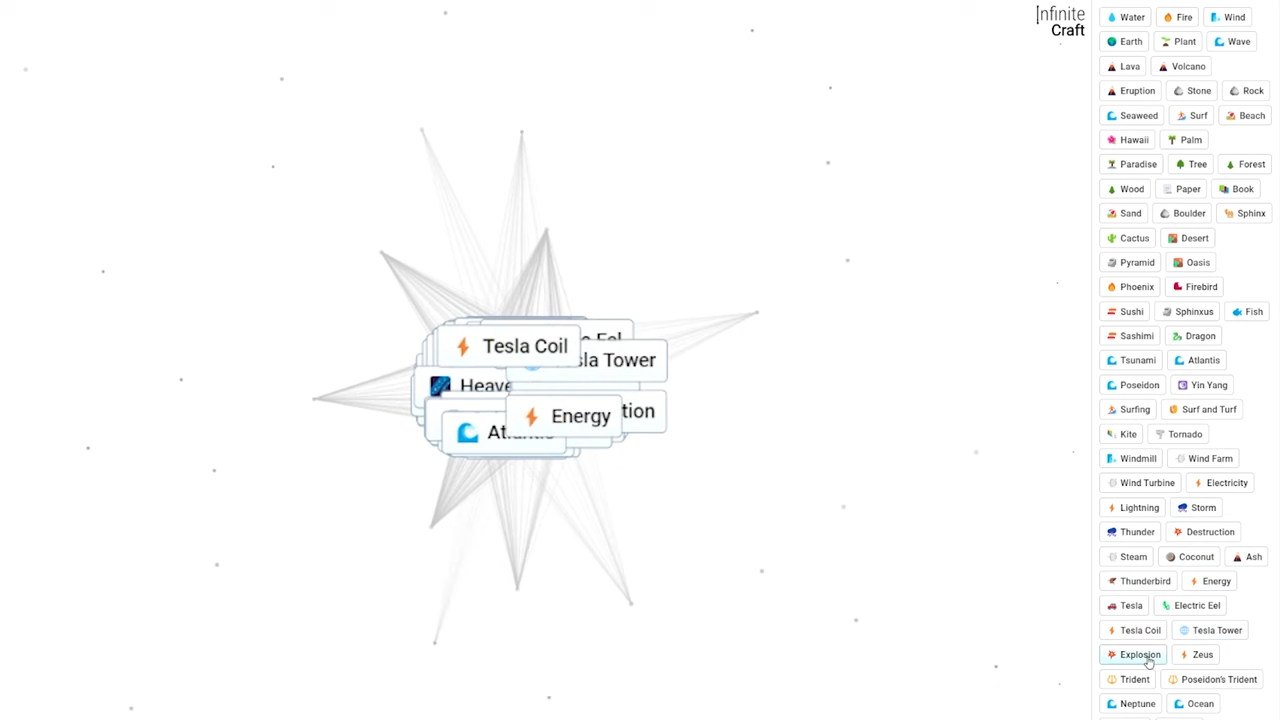 Infinite
Craft
Tesla Coil
Eel
sla Tower
Heave
tion
Energy
Atlantis
Water Fire Wind
Earth Plant Wave
Lava Volcano
Eruption Stone Rock
Seaweed Surf Beach
Hawaii Palm
Paradise Tree Forest
Wood Paper Book
Sand Boulder Sphinx
Cactus Desert
Pyramid Oasis
Phoenix Firebird
Sushi Sphinxus Fish
Sashimi Dragon
Tsunami Atlantis
Poseidon Yin Yang
Surfing Surf and Turf
Kite Tornado
Windmill Wind Farm
Wind Turbine Electricity
Lightning Storm
Thunder Destruction
Steam Coconut Ash
Thunderbird Energy
Tesla Electric Eel
Tesla Coil Tesla Tower
Explosion Zeus
Trident Poseidon's Trident
Neptune Ocean